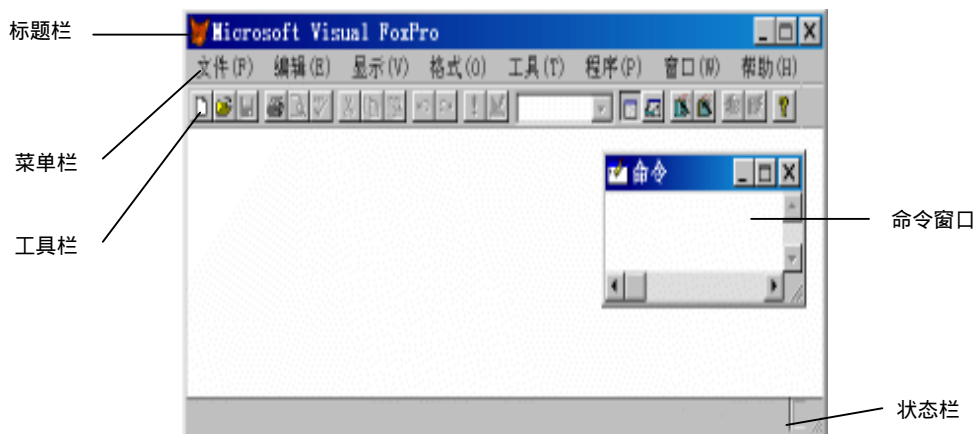 标题栏
Microsoft Visual FoxPro
文件(F) 编辑(E) 显示(V) 格式(O) 工具(T) 程序(P) 窗口(W) 帮助(H)
菜单栏
命令
工具栏
命令窗口
状态栏